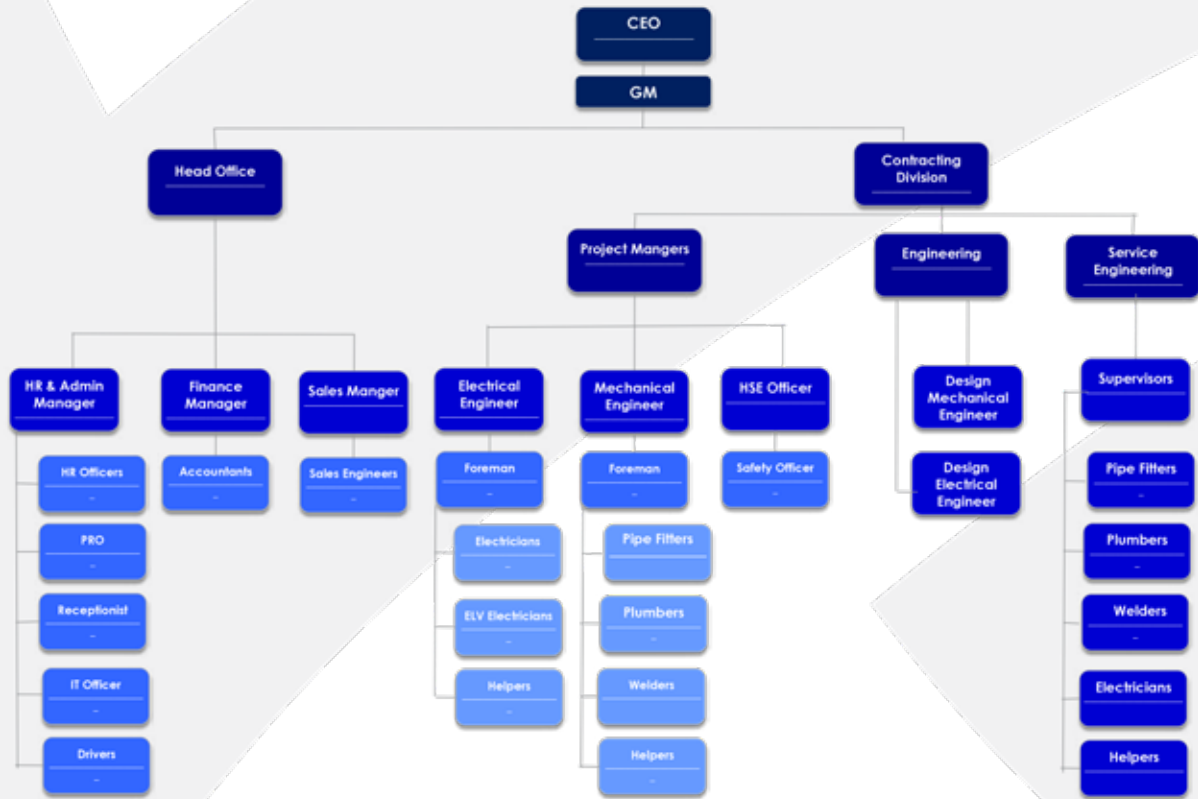 CEO
GM
Head Office
Contracting
Division
Project Mangers
Engineering
Service
Engineering
HR & Admin
Manager
Finance
Manager
Sales Manger
Electrical
Engineer
Mechanical
Engineer
HSE Officer
Design
Mechanical
Engineer
Supervisors
HR Officers
–
Accountants
–
Sales Engineers
–
Foreman
–
Foreman
–
Safety Officer
–
Design
Electrical
Engineer
Pipe Fitters
–
PRO
–
Electricians
–
Pipe Fitters
–
Plumbers
–
Receptionist
–
ELV Electricians
–
Plumbers
–
Welders
–
IT Officer
–
Helpers
–
Welders
–
Electricians
–
Drivers
–
Helpers
–
Helpers
–